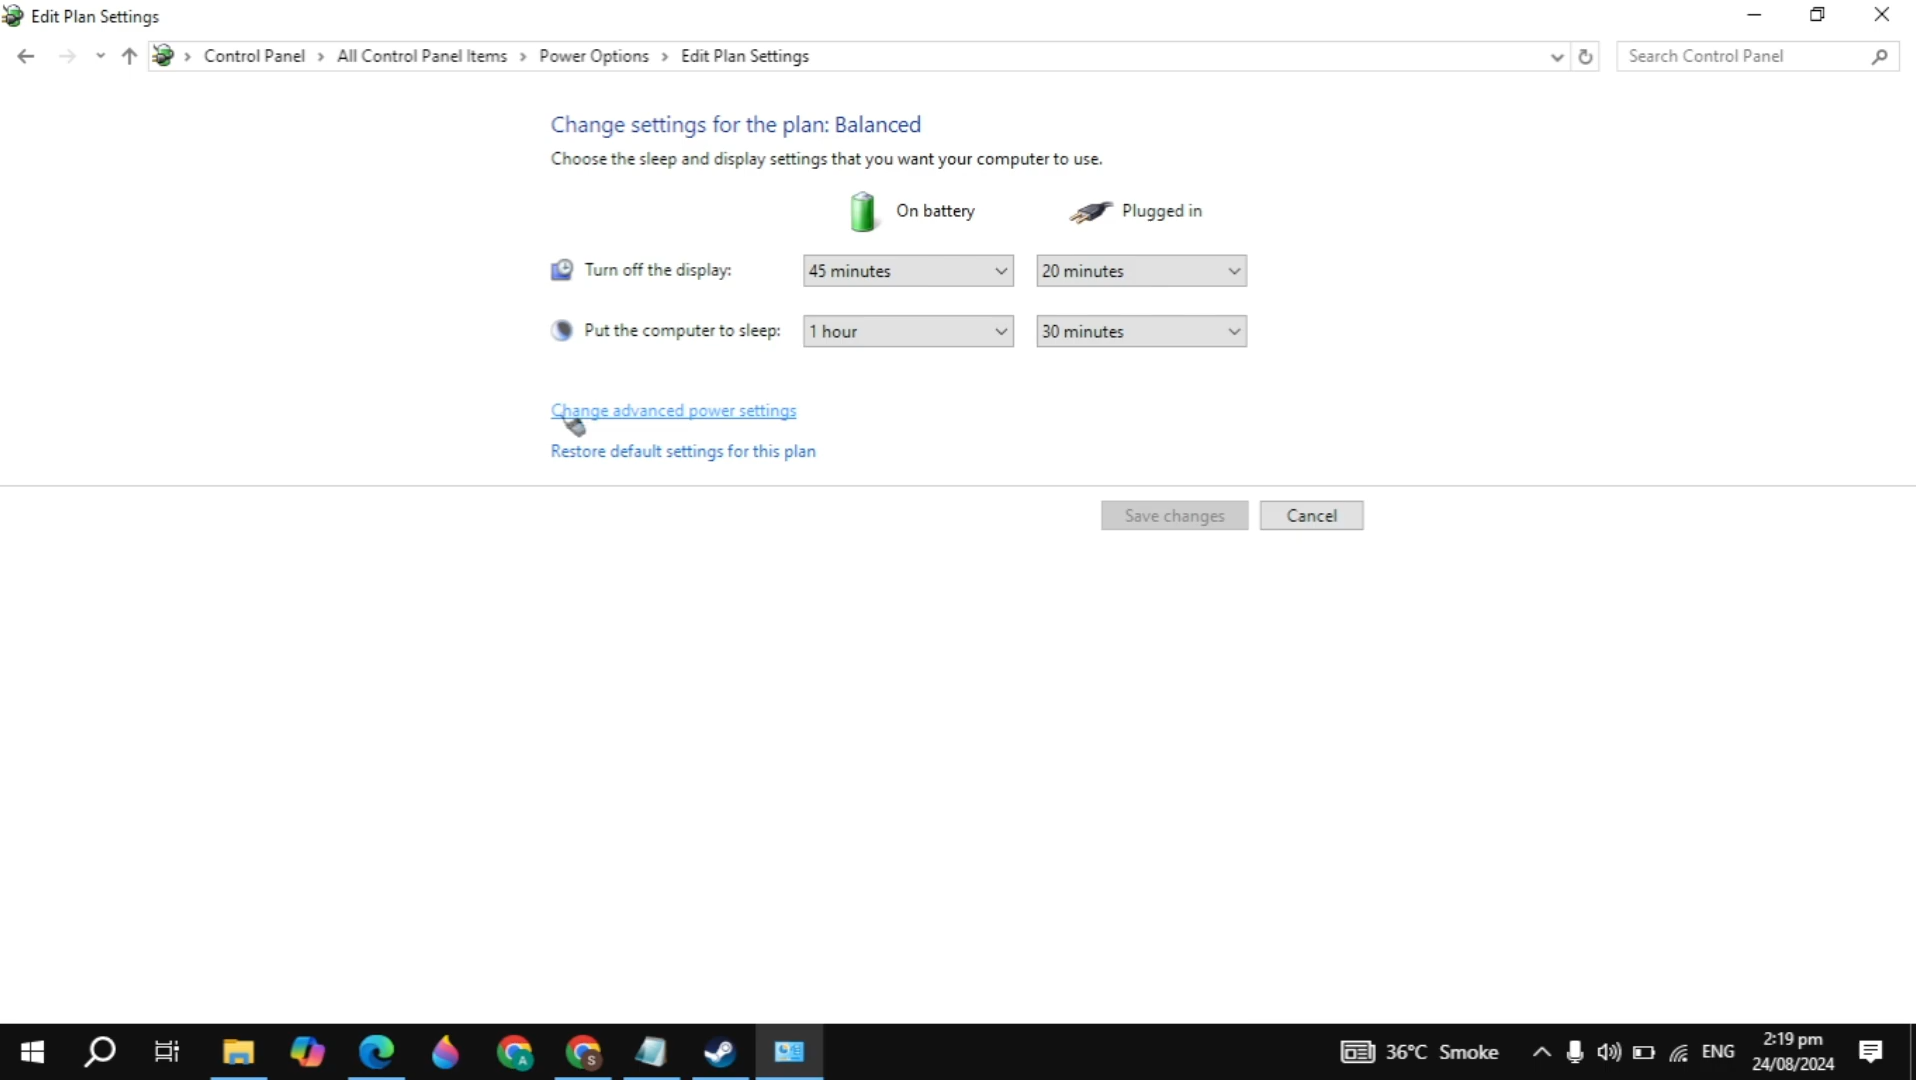 Edit Plan Settings
Control Panel > All Control Panel Items > Power Options > Edit Plan Settings
Search Control Panel
Change settings for the plan: Balanced
Choose the sleep and display settings that you want your computer to use.
On battery Plugged in
Turn off the display: 45 minutes 20 minutes
Put the computer to sleep: 1 hour 30 minutes
Change advanced power settings
Restore default settings for this plan
Save changes Cancel
A S
36°C Smoke ENG 2:19 pm
24/08/2024